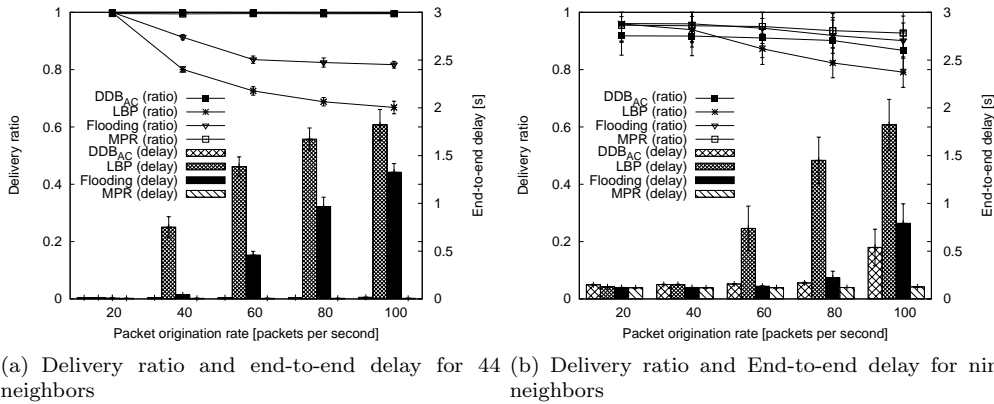 1
0.8
0.6
0.4
0.2
0
Delivery ratio
3
2.5
2
1.5
1
0.5
0
End-to-end delay [s]
DDBAC (ratio)
LBP (ratio)
Flooding (ratio)
MPR (ratio)
DDBAC (delay)
LBP (delay)
Flooding (delay)
MPR (delay)
20 40 60 80 100
Packet origination rate [packets per second]
(a) Delivery ratio and end-to-end delay for 44
neighbors
1
0.8
0.6
0.4
0.2
0
Delivery ratio
3
2.5
2
1.5
1
0.5
0
End-to-end delay [s]
DDBAC (ratio)
LBP (ratio)
Flooding (ratio)
MPR (ratio)
DDBAC (delay)
LBP (delay)
Flooding (delay)
MPR (delay)
20 40 60 80 100
Packet origination rate [packets per second]
(b) Delivery ratio and End-to-end delay for
neighbors